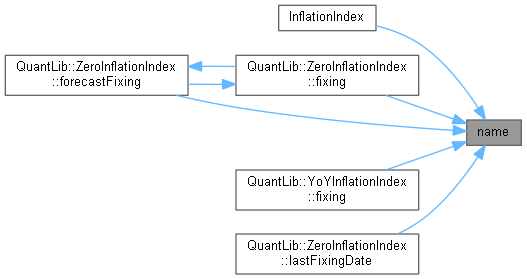 InflationIndex
QuantLib::ZeroInflationIndex
::forecastFixing
QuantLib::ZeroInflationIndex
::fixing
name
QuantLib::YoYInflationIndex
::fixing
QuantLib::ZeroInflationIndex
::lastFixingDate